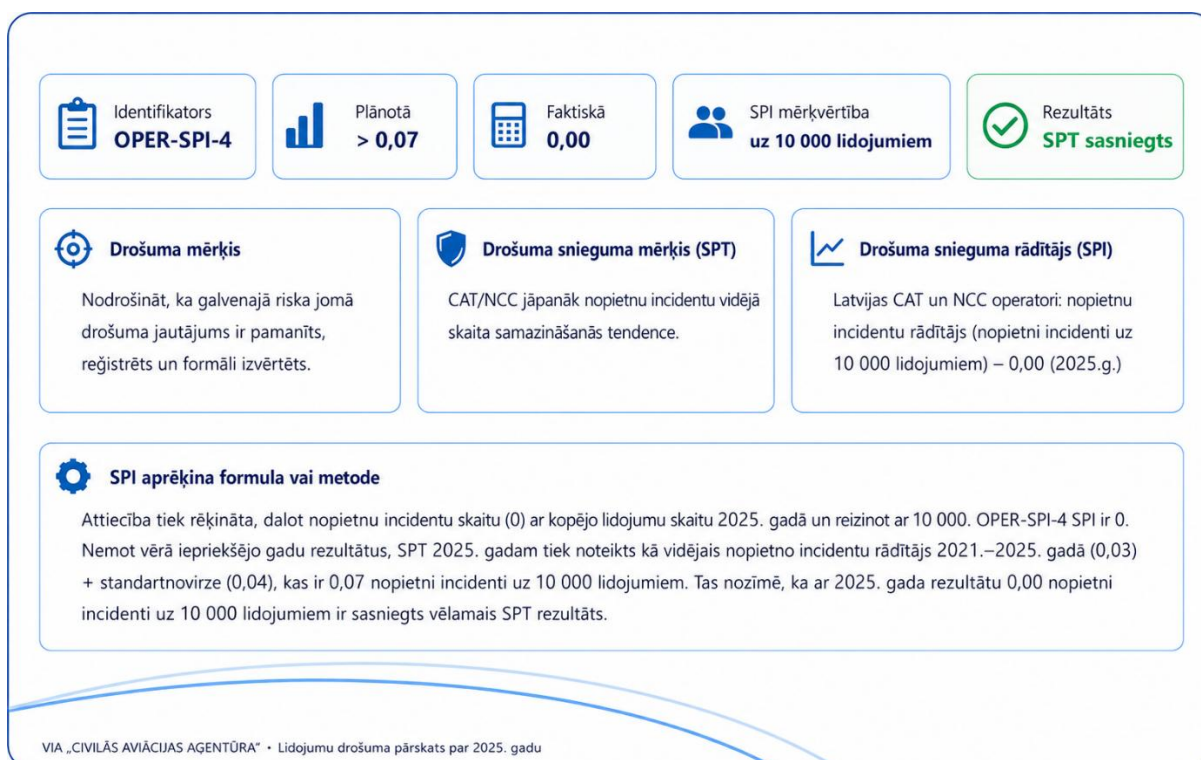 Identifikators
OPER-SPI-4
Plānotā
> 0,07
Faktiskā
0,00
SPI mērķvērtība
uz 10 000 lidojumiem
Rezultāts
SPT sasniegts
Drošuma mērķis
Nodrošināt, ka galvenajā riska jomā
drošuma jautājums ir pamanīts,
reģistrēts un formāli izvērtēts.
Drošuma snieguma mērķis (SPT)
CAT/NCC jāpanāk nopietnu incidentu vidējā
skaita samazināšanās tendence.
Drošuma snieguma rādītājs (SPI)
Latvijas CAT un NCC operatori: nopietnu
incidentu rādītājs (nopietni incidenti uz
10 000 lidojumiem) – 0,00 (2025.g.)
SPI aprēķina formula vai metode
Attiecība tiek rēķināta, dalot nopietnu incidentu skaitu (0) ar kopējo lidojumu skaitu 2025. gadā un reizinot ar 10 000. OPER-SPI-4 SPI ir 0.
Nemot vērā iepriekšējo gadu rezultātus, SPT 2025. gadam tiek noteikts kā vidējais nopietno incidentu rādītājs 2021.–2025. gadā (0,03)
+ standartnovirze (0,04), kas ir 0,07 nopietni incidenti uz 10 000 lidojumiem. Tas nozīmē, ka ar 2025. gada rezultātu 0,00 nopietni
incidenti uz 10 000 lidojumiem ir sasniegts vēlamais SPT rezultāts.
VIA „CIVILĀS AVIĀCIJAS AĢENTŪRA" • Lidojumu drošuma pārskats par 2025. gadu